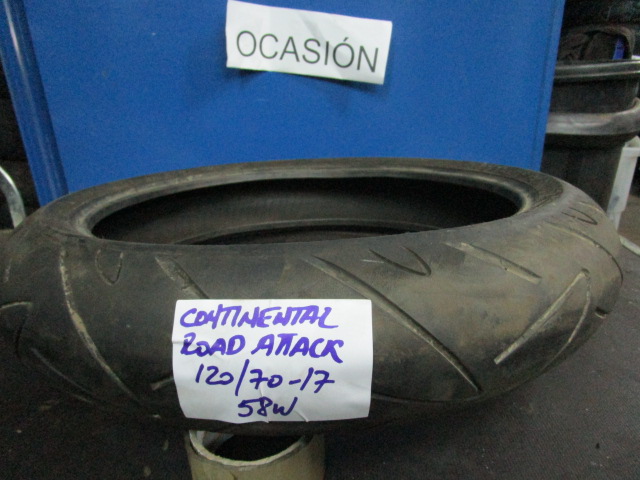 OCASIÓN
CONTINENTAL
ROAD ATTACK
120/70-17
58W